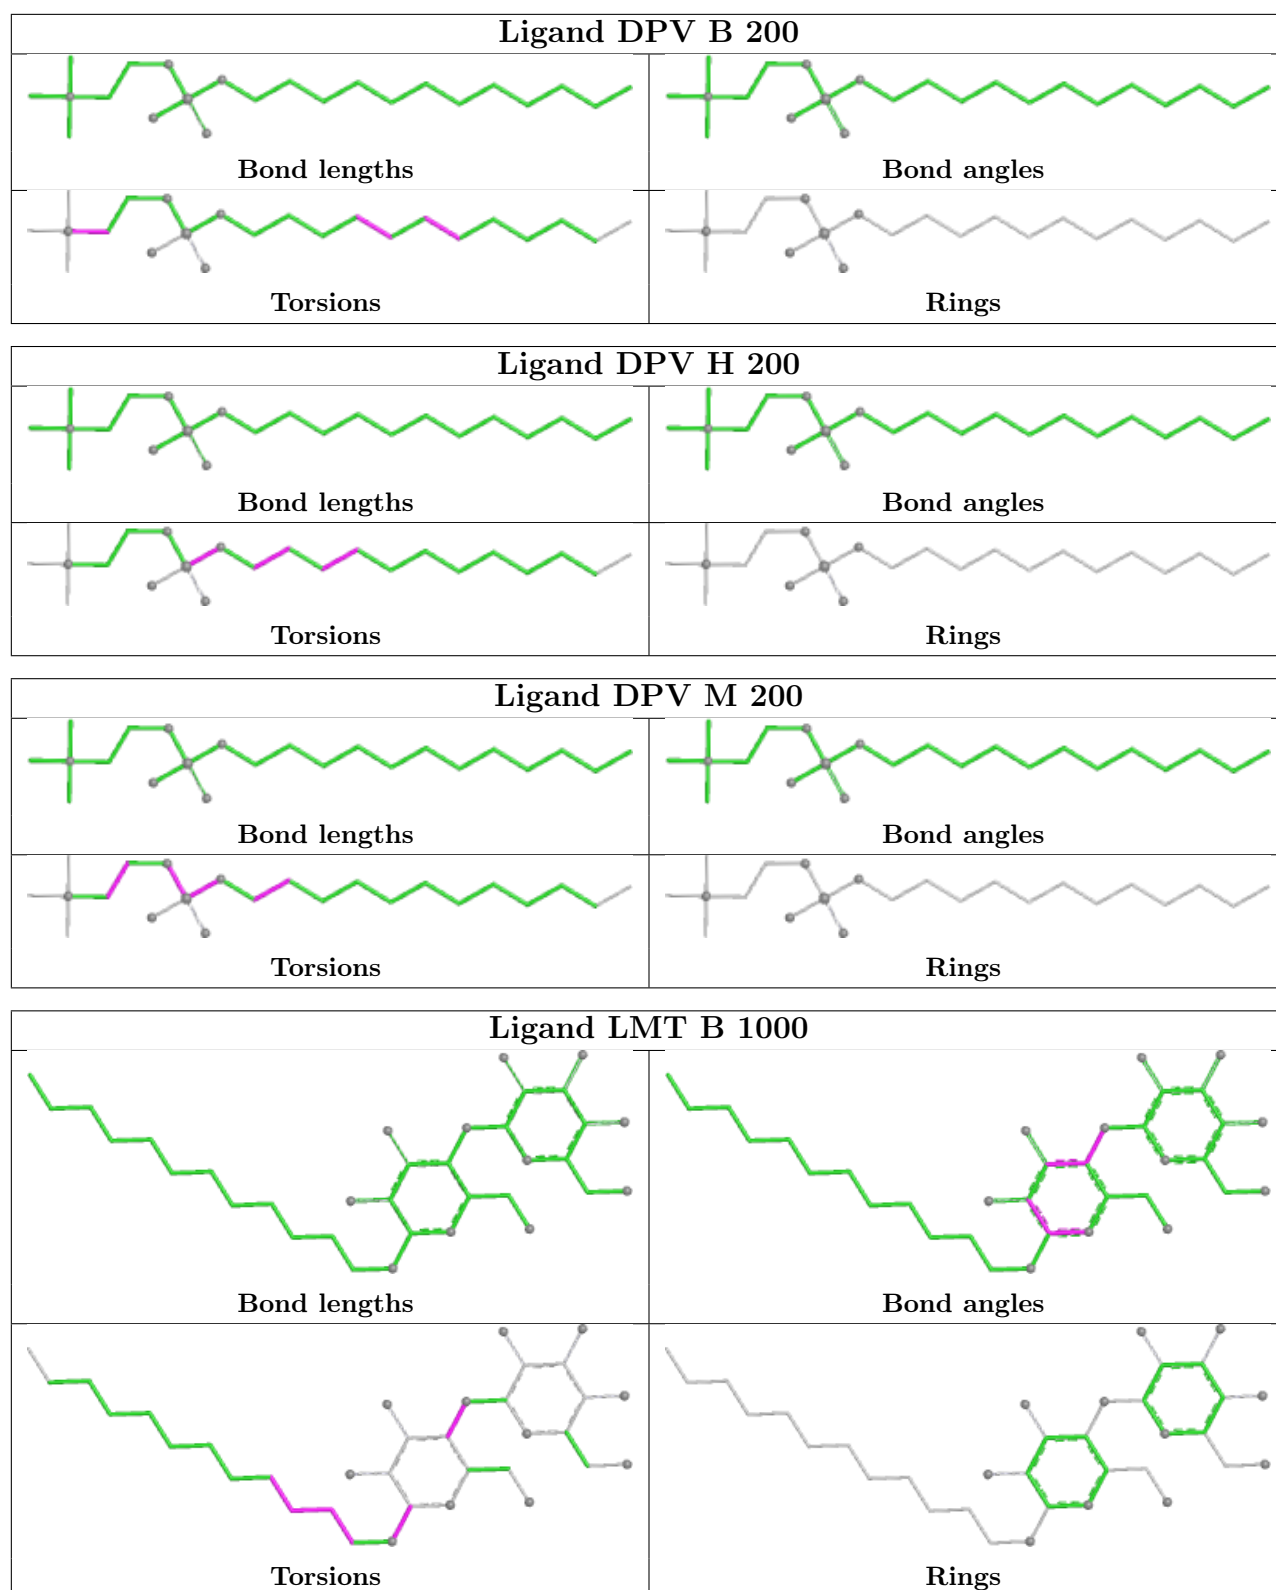 Ligand DPV B 200
Bond lengths
Bond angles
Torsions
Rings
Ligand DPV H 200
Bond lengths
Bond angles
Torsions
Rings
Ligand DPV M 200
Bond lengths
Bond angles
Torsions
Rings
Ligand LMT B 1000
Bond lengths
Bond angles
Torsions
Rings